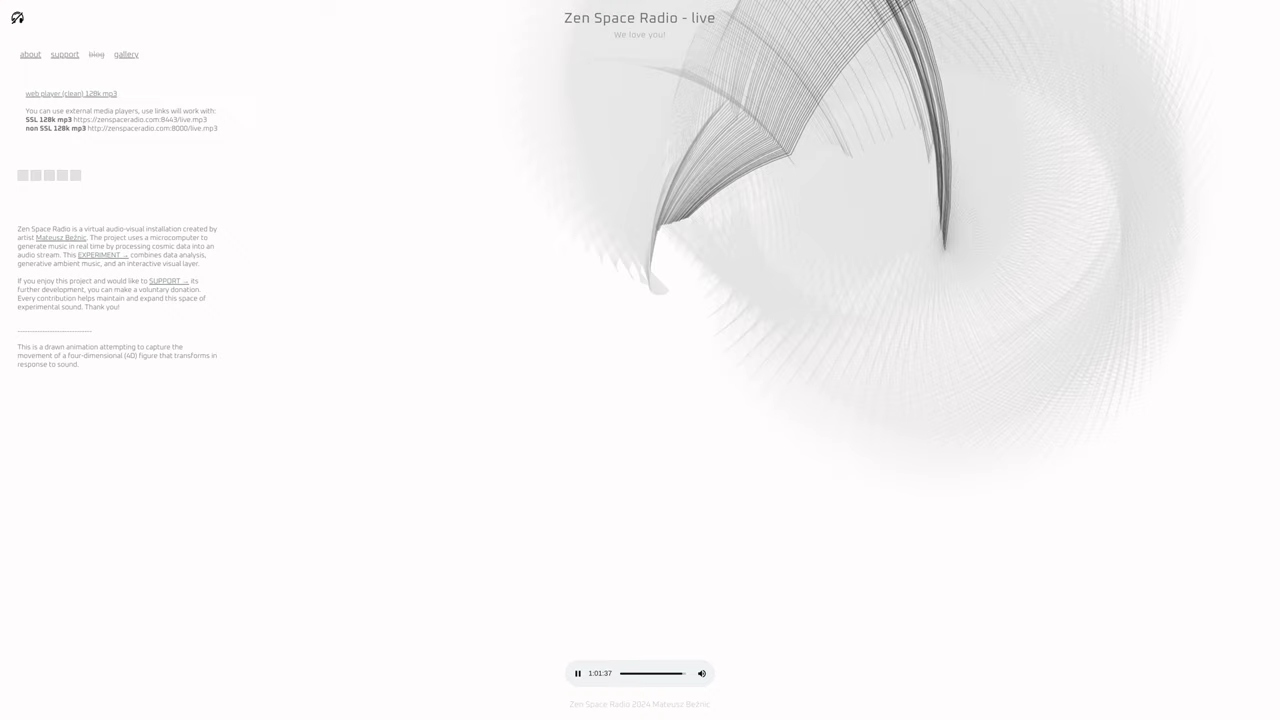 Zen Space Radio - live
We love you!
about support blog gallery
web player (clean) 128k.mp3
You can use external media players, use links will work with:
SSL 128k mp3 https://zenspaceradio.com:8443/live.mp3
non SSL 128k mp3 http://zenspaceradio.com:8000/live.mp3
Zen Space Radio is a virtual audio-visual installation created by
artist Mateusz Bežnic. The project uses a microcomputer to
generate music in real time by processing cosmic data into an
audio stream. This EXPERIMENT → combines data analysis,
generative ambient music, and an interactive visual layer.
If you enjoy this project and would like to SUPPORT → its
further development, you can make a voluntary donation.
Every contribution helps maintain and expand this space of
experimental sound. Thank you!
This is a drawn animation attempting to capture the
movement of a four-dimensional (4D) figure that transforms in
response to sound.
1:01:37
Zen Space Radio 2024 Mateusz Bežnic